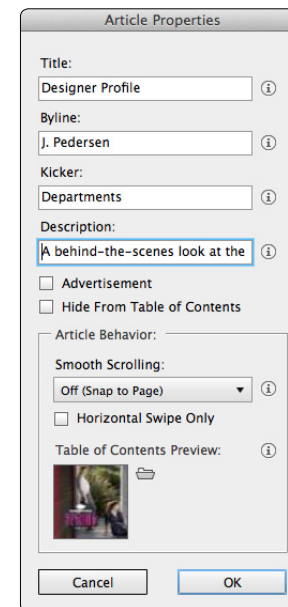 Article Properties
Title:
Designer Profile
Byline:
J. Pedersen
Kicker:
Departments
Description:
A behind-the-scenes look at the
Advertisement
Hide From Table of Contents
Article Behavior:
Smooth Scrolling:
Off (Snap to Page)
Horizontal Swipe Only
Table of Contents Preview:
Cancel OK